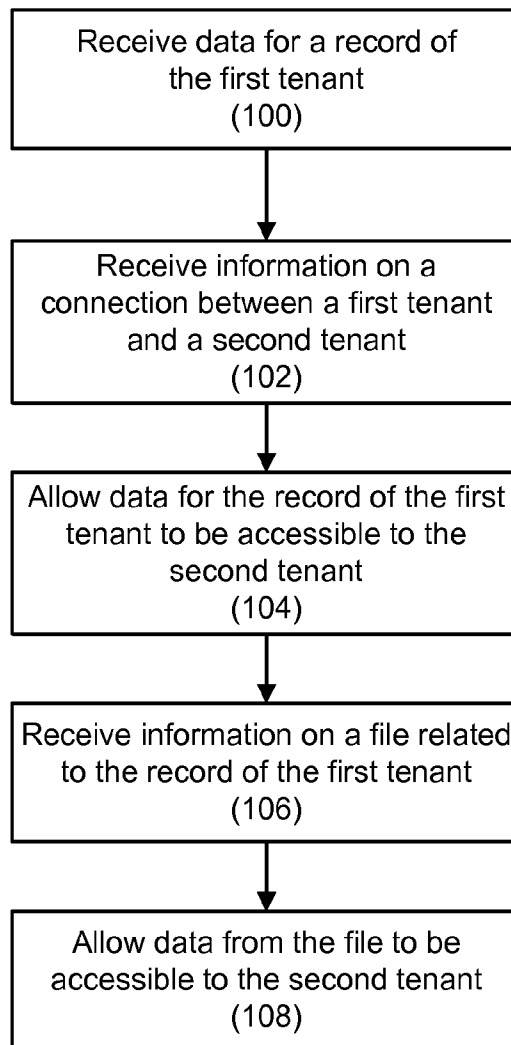 Receive data for a record of
the first tenant
(100)
Receive information on a
connection between a first tenant
and a second tenant
(102)
Allow data for the record of the first
tenant to be accessible to the
second tenant
(104)
Receive information on a file related
to the record of the first tenant
(106)
Allow data from the file to be
accessible to the second tenant
(108)